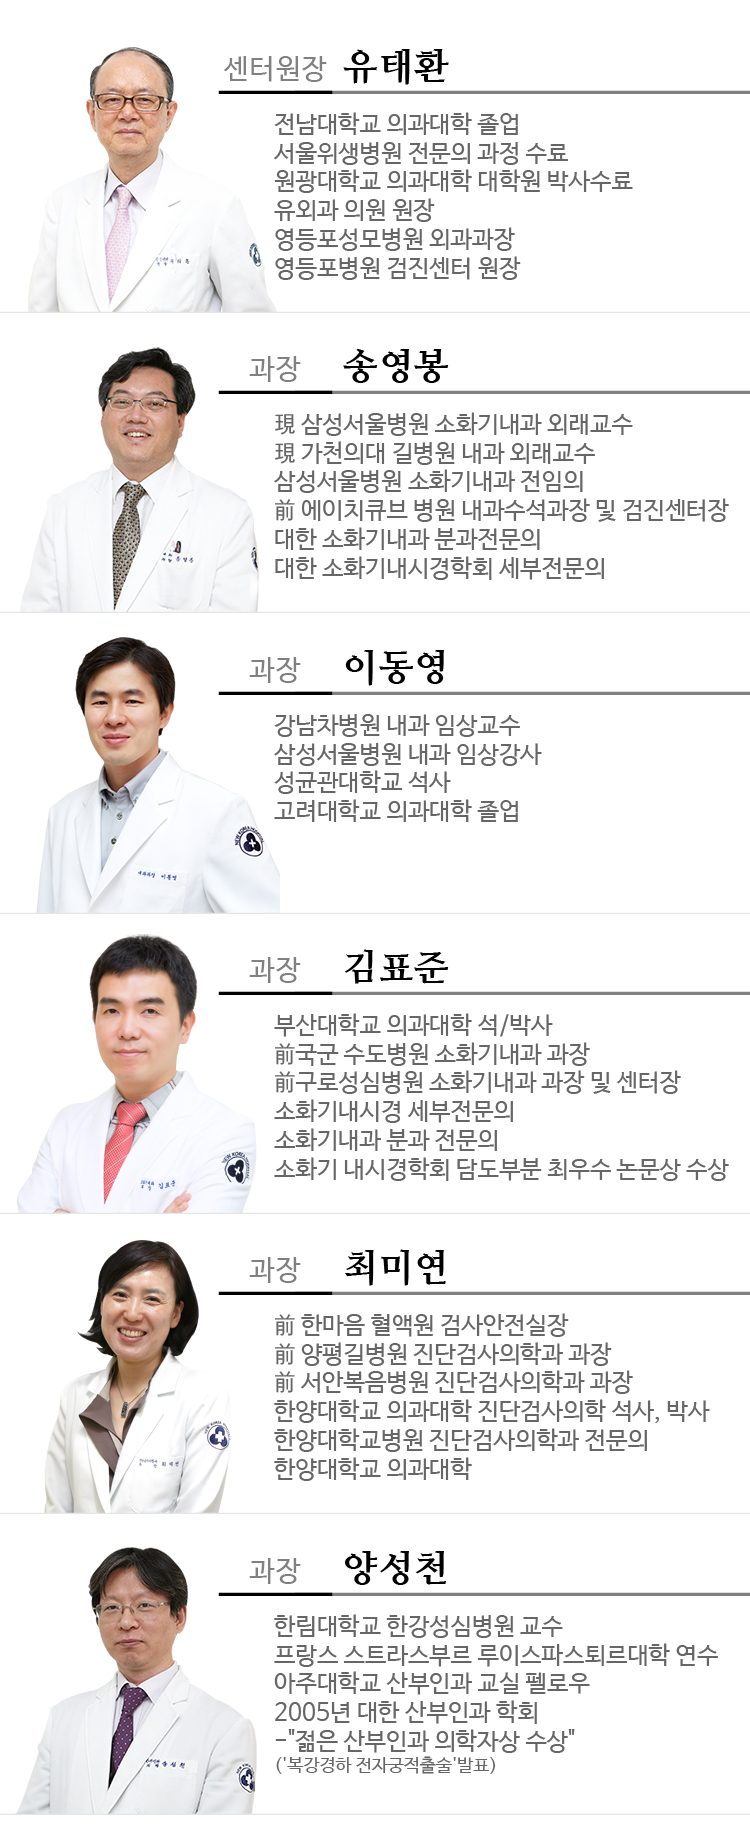 센터원장 유태환
전남대학교 의과대학 졸업
서울위생병원 전문의 과정 수료
원광대학교 의과대학 대학원 박사수료
유외과 의원 원장
영등포성모병원 외과과장
영등포병원 검진센터 원장
과장 송영봉
現 삼성서울병원 소화기내과 외래교수
現 가천의대 길병원 내과 외래교수
삼성서울병원 소화기내과 전임의
前 에이치큐브 병원 내과수석과장 및 검진센터장
대한 소화기내과 분과전문의
대한 소화기내시경학회 세부전문의
과장 이동영
강남차병원 내과 임상교수
삼성서울병원 내과 임상강사
성균관대학교 석사
고려대학교 의과대학 졸업
NEW KOREA HOSPITAL
내과과장 이동영
과장 김표준
부산대학교 의과대학 석/박사
前국군 수도병원 소화기내과 과장
前구로성심병원 소화기내과 과장 및 센터장
소화기내시경 세부전문의
소화기내과 분과 전문의
소화기 내시경학회 담도부분 최우수 논문상 수상
NEW KOREA HOSPITAL
김표준
과장 최미연
前 한마음 혈액원 검사안전실장
前 양평길병원 진단검사의학과 과장
前 서안복음병원 진단검사의학과 과장
한양대학교 의과대학 진단검사의학 석사, 박사
한양대학교병원 진단검사의학과 전문의
한양대학교 의과대학
NEW KOREA HOSPITAL
최미연
과장 양성천
한림대학교 한강성심병원 교수
프랑스 스트라스부르 루이스파스퇴르대학 연수
아주대학교 산부인과 교실 펠로우
2005년 대한 산부인과 학회
-"젊은 산부인과 의학자상 수상"
('복강경하 전자궁적출술'발표)